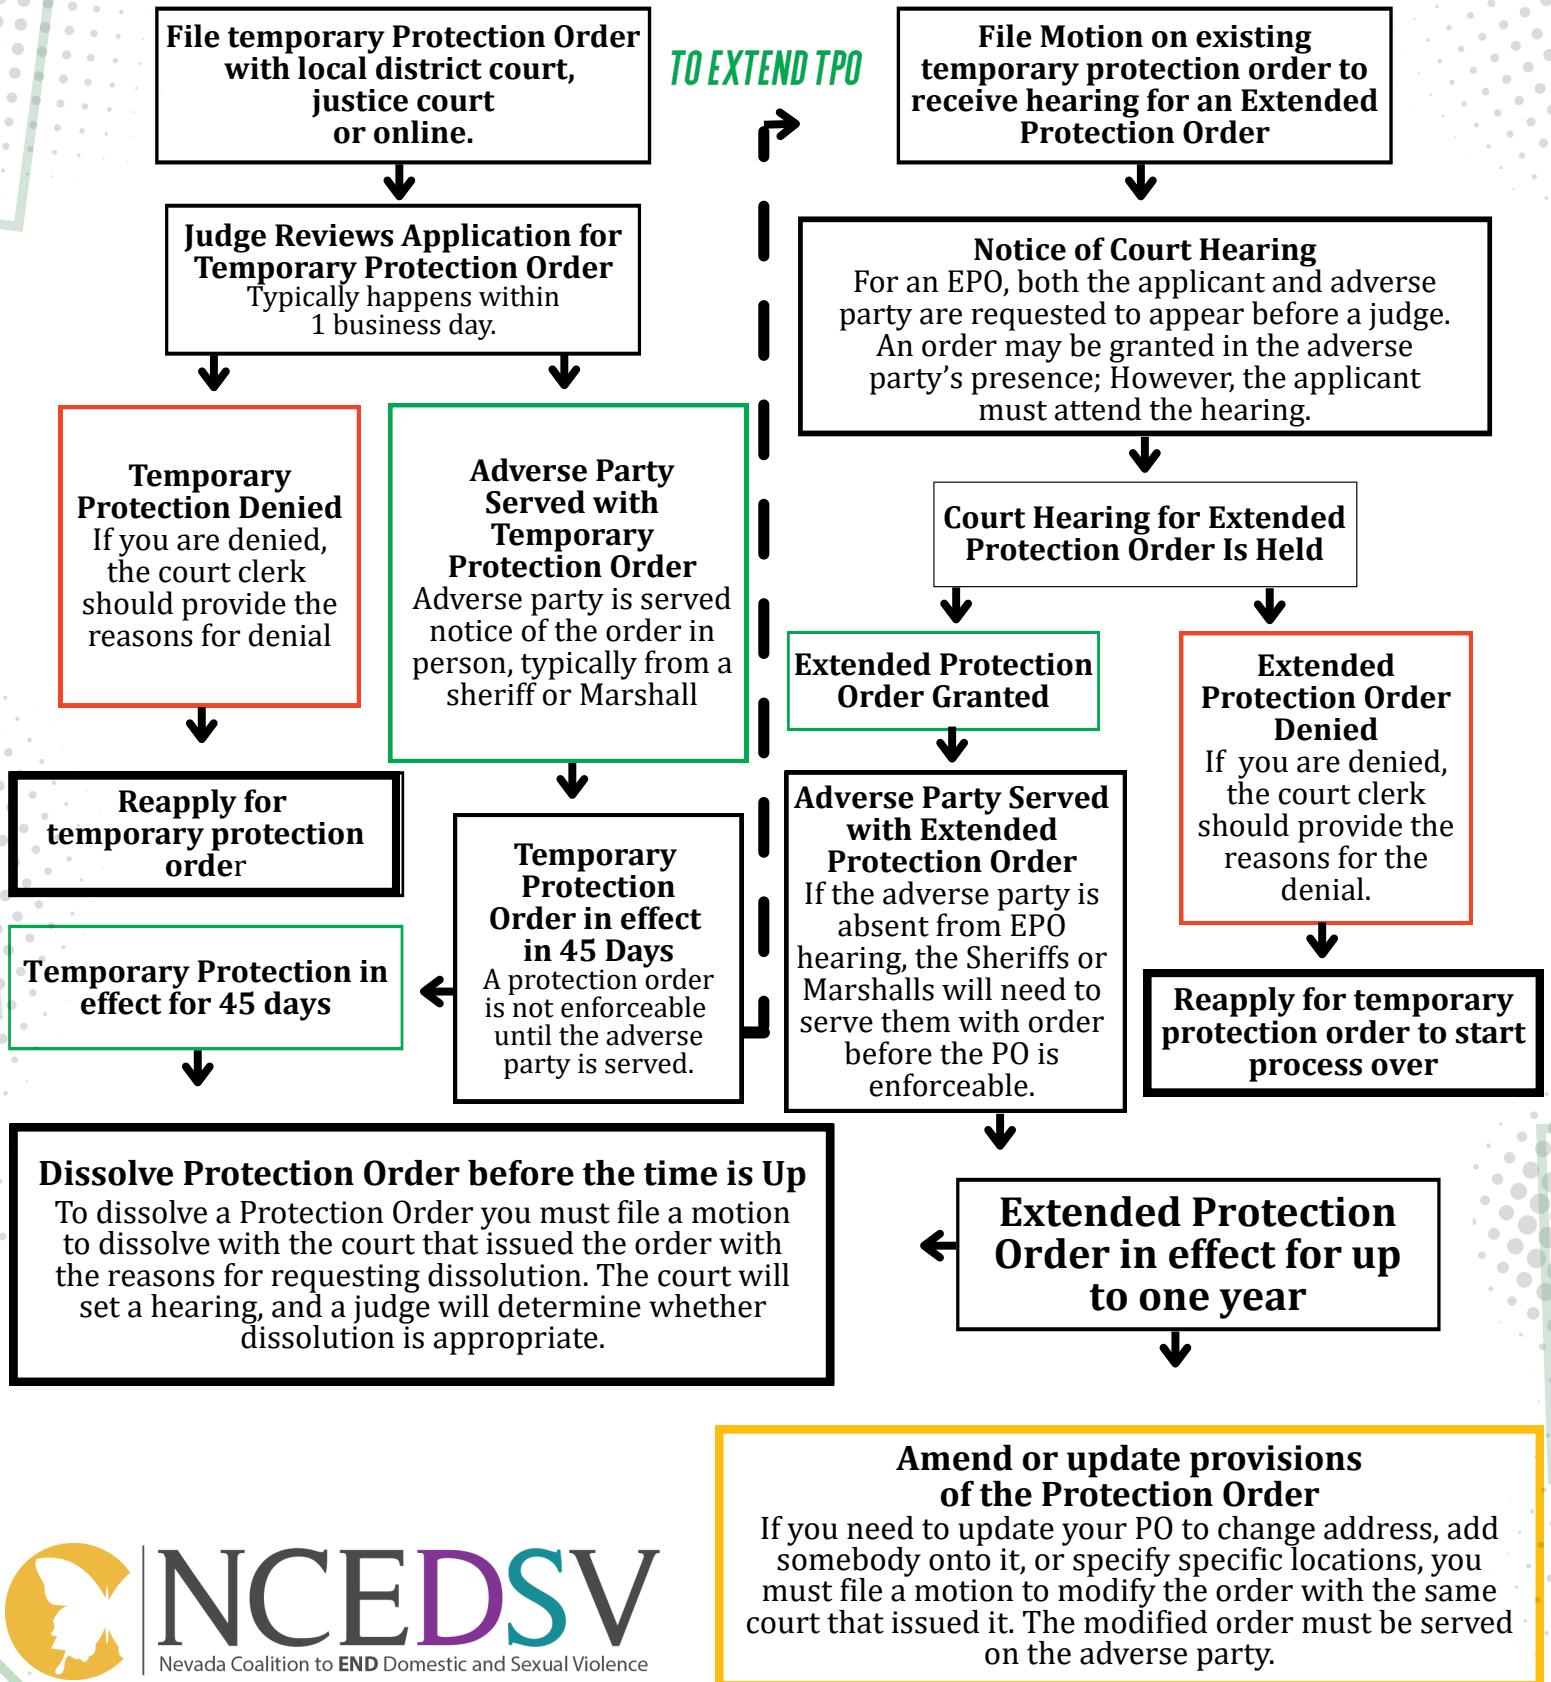 File temporary Protection Order
with local district court,
justice court
or online.
Judge Reviews Application for
Temporary Protection Order
Typically happens within
1 business day.
Temporary
Protection Denied
If you are denied,
the court clerk
should provide the
reasons for denial
Adverse Party
Served with
Temporary
Protection Order
Adverse party is served
notice of the order in
person, typically from a
sheriff or Marshall
Reapply for
temporary protection
order
Temporary
Protection
Order in effect
in 45 Days
A protection order
is not enforceable
until the adverse
party is served.
Temporary Protection in
effect for 45 days
Dissolve Protection Order before the time is Up
To dissolve a Protection Order you must file a motion
to dissolve with the court that issued the order with
the reasons for requesting dissolution. The court will
set a hearing, and a judge will determine whether
dissolution is appropriate.
TO EXTEND TPO
File Motion on existing
temporary protection order to
receive hearing for an Extended
Protection Order
Notice of Court Hearing
For an EPO, both the applicant and adverse
party are requested to appear before a judge.
An order may be granted in the adverse
party's presence; However, the applicant
must attend the hearing.
Court Hearing for Extended
Protection Order Is Held
Extended Protection
Order Granted
Extended
Protection Order
Denied
If you are denied,
the court clerk
should provide the
reasons for the
denial.
Adverse Party Served
with Extended
Protection Order
If the adverse party is
absent from EPO
hearing, the Sheriffs or
Marshalls will need to
serve them with order
before the PO is
enforceable.
Reapply for temporary
protection order to start
process over
Extended Protection
Order in effect for up
to one year
Amend or update provisions
of the Protection Order
If you need to update your PO to change address, add
somebody onto it, or specify specific locations, you
must file a motion to modify the order with the same
court that issued it. The modified order must be served
on the adverse party.
NCEDSV
Nevada Coalition to END Domestic and Sexual Violence